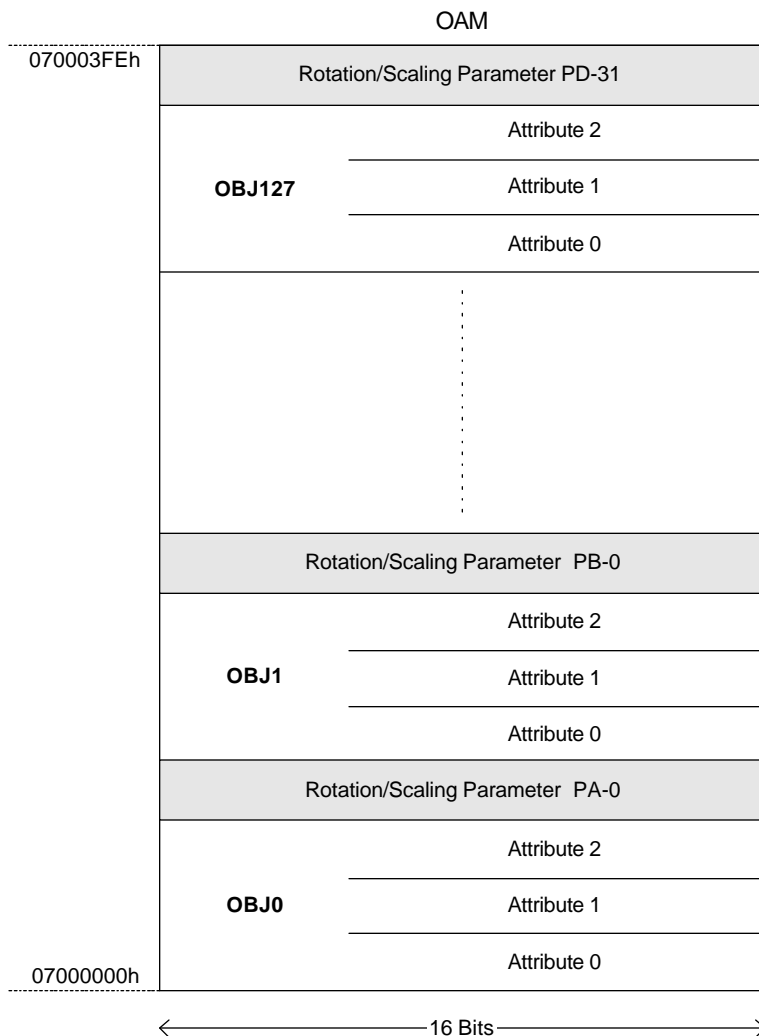 OAM
070003FEh
Rotation/Scaling Parameter PD-31
Attribute 2
OBJ127
Attribute 1
Attribute 0
Rotation/Scaling Parameter PB-0
Attribute 2
OBJ1
Attribute 1
Attribute 0
Rotation/Scaling Parameter PA-0
Attribute 2
OBJ0
Attribute 1
Attribute 0
07000000h
16 Bits